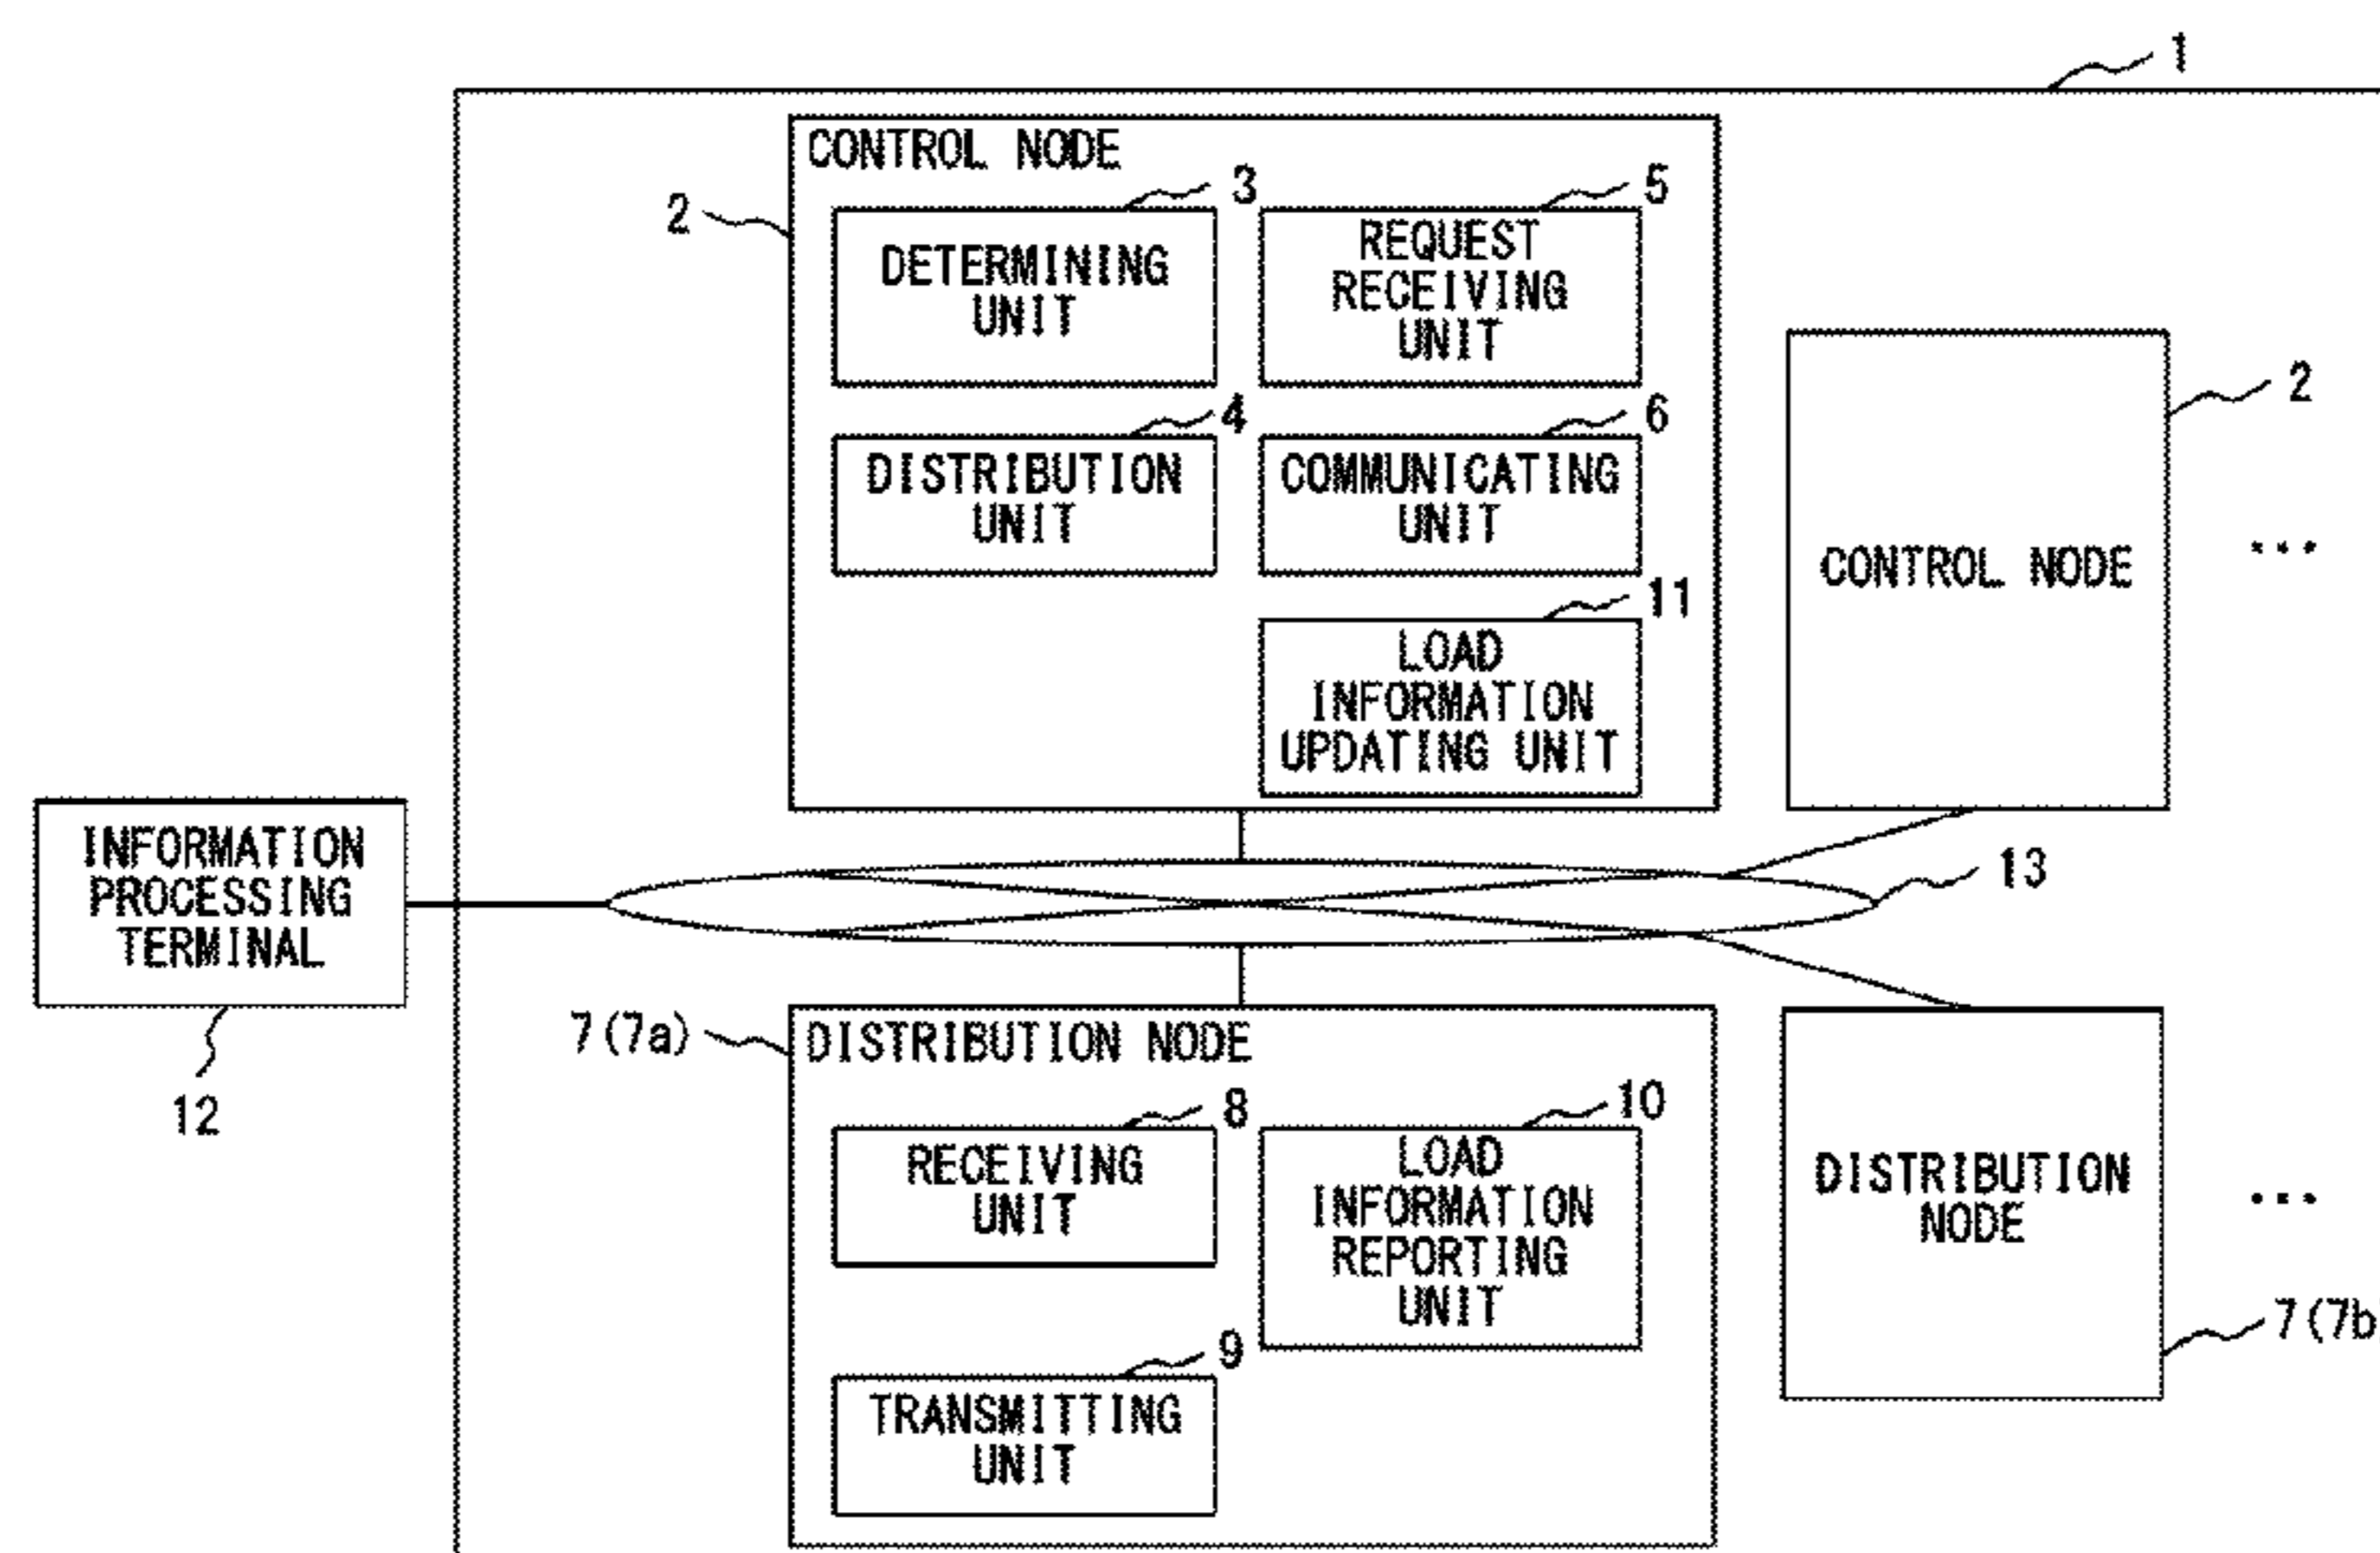 1
CONTROL NODE
2
3
DETERMINING
UNIT
5
REQUEST
RECEIVING
UNIT
4
DISTRIBUTION
UNIT
6
COMMUNICATING
UNIT
11
LOAD
INFORMATION
UPDATING UNIT
2
CONTROL NODE
...
INFORMATION
PROCESSING
TERMINAL
12
13
7(7a)
DISTRIBUTION NODE
8
RECEIVING
UNIT
10
LOAD
INFORMATION
REPORTING
UNIT
9
TRANSMITTING
UNIT
DISTRIBUTION
NODE
...
7(7b